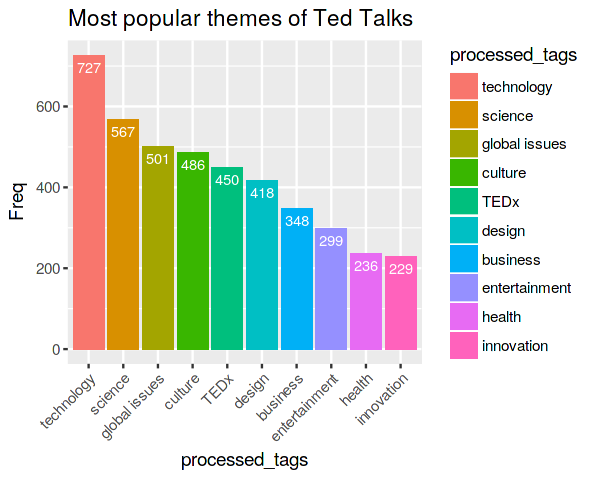 Most popular themes of Ted Talks
Freq
600
400
200
0
727
567
501
486
450
418
348
299
236
229
technology
science
global issues
culture
TEDx
design
business
entertainment
health
innovation
processed_tags
processed_tags
technology
science
global issues
culture
TEDx
design
business
entertainment
health
innovation